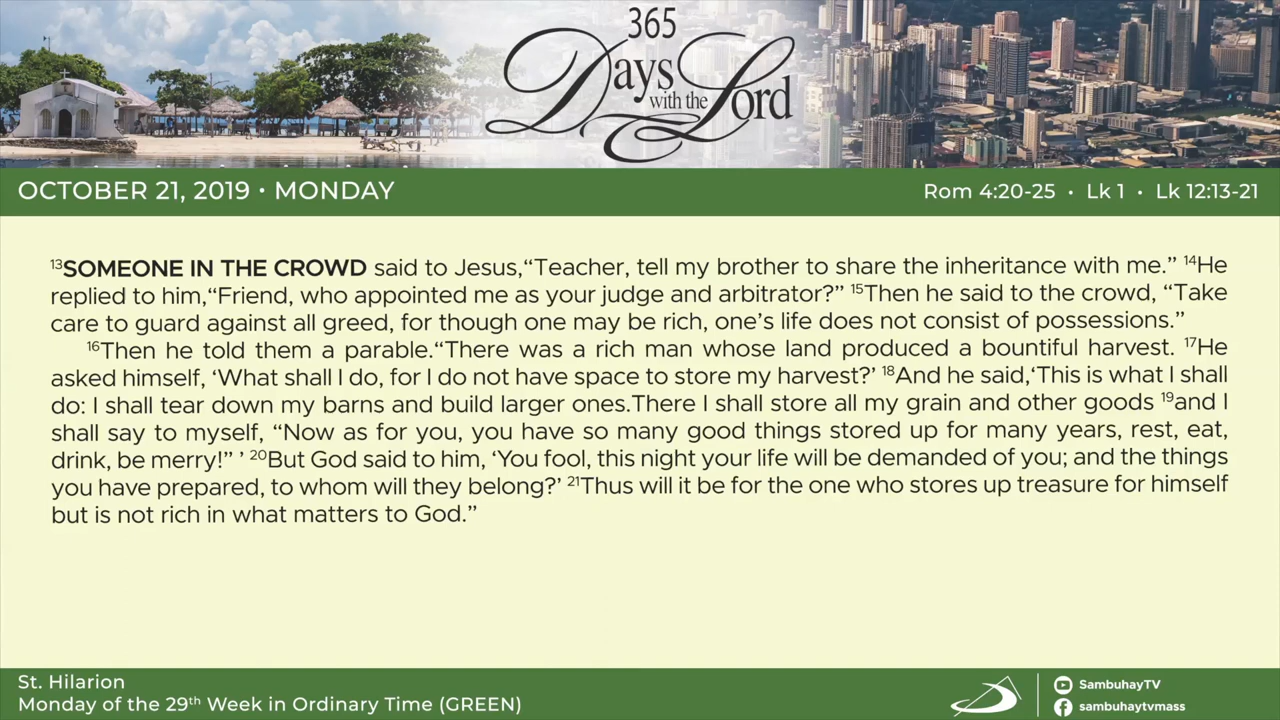 365
Days
with the
Lord
OCTOBER 21, 2019 • MONDAY
Rom 4:20-25 • Lk 1 • Lk 12:13-21
¹³SOMEONE IN THE CROWD said to Jesus,“Teacher, tell my brother to share the inheritance with me.” ¹⁴He
replied to him,“Friend, who appointed me as your judge and arbitrator?” ¹⁵Then he said to the crowd, “Take
care to guard against all greed, for though one may be rich, one’s life does not consist of possessions.”
¹⁶Then he told them a parable.“There was a rich man whose land produced a bountiful harvest. ¹⁷He
asked himself, ‘What shall I do, for I do not have space to store my harvest?’ ¹⁸And he said,‘This is what I shall
do: I shall tear down my barns and build larger ones.There I shall store all my grain and other goods ¹⁹and I
shall say to myself, “Now as for you, you have so many good things stored up for many years, rest, eat,
drink, be merry!” ’ ²⁰But God said to him, ‘You fool, this night your life will be demanded of you; and the things
you have prepared, to whom will they belong?’ ²¹Thus will it be for the one who stores up treasure for himself
but is not rich in what matters to God.”
St. Hilarion
Monday of the 29th Week in Ordinary Time (GREEN)
SambuhayTV
sambuhaytvmass